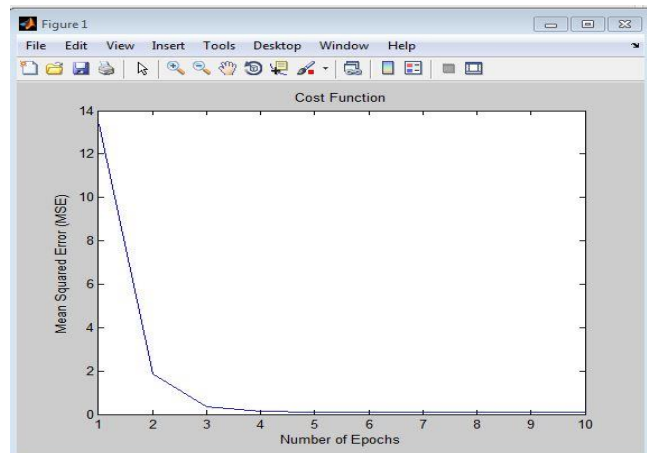 Figure 1
File Edit View Insert Tools Desktop Window Help
Cost Function
Mean Squared Error (MSE)
14
12
10
8
6
4
2
0
1 2 3 4 5 6 7 8 9 10
Number of Epochs